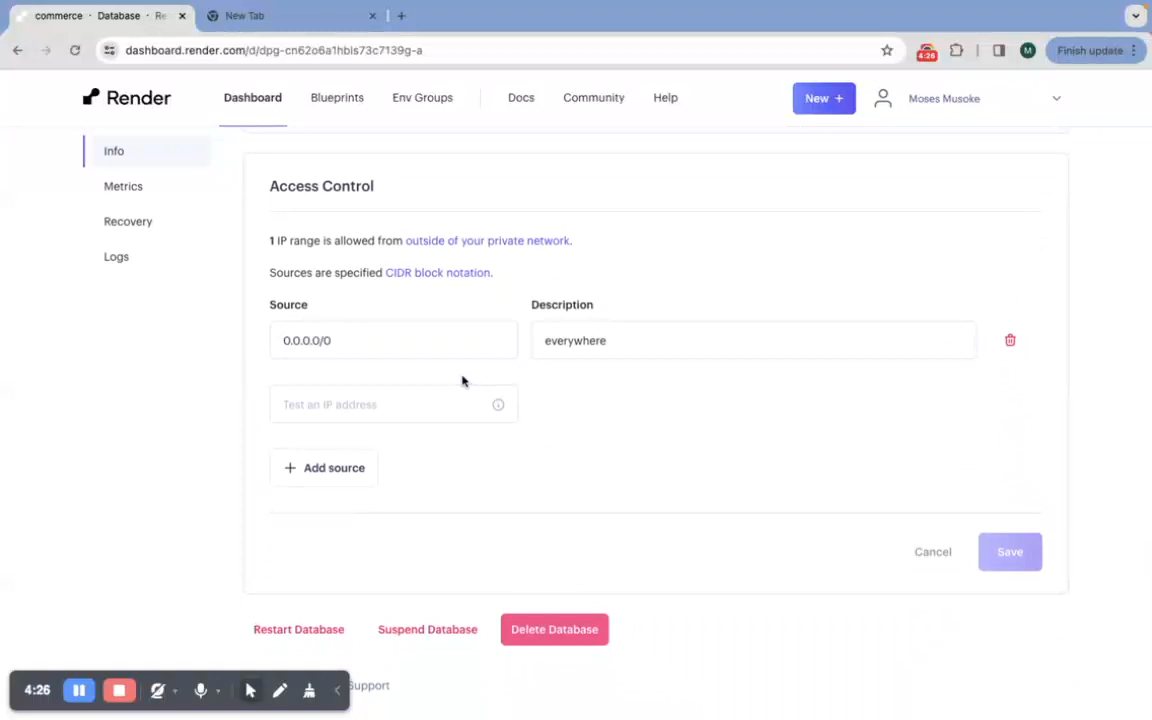 commerce · Database · Re
New Tab
dashboard.render.com/d/dpg-cn62o6a1hbls73c7139g-a
4:26
M
Finish update
Render
Dashboard
Blueprints
Env Groups
Docs
Community
Help
New +
Moses Musoke
Info
Metrics
Recovery
Logs
Access Control
1 IP range is allowed from outside of your private network.
Sources are specified CIDR block notation.
Source
Description
0.0.0.0/0
everywhere
Test an IP address
+ Add source
Cancel
Save
Restart Database
Suspend Database
Delete Database
4:26
Support